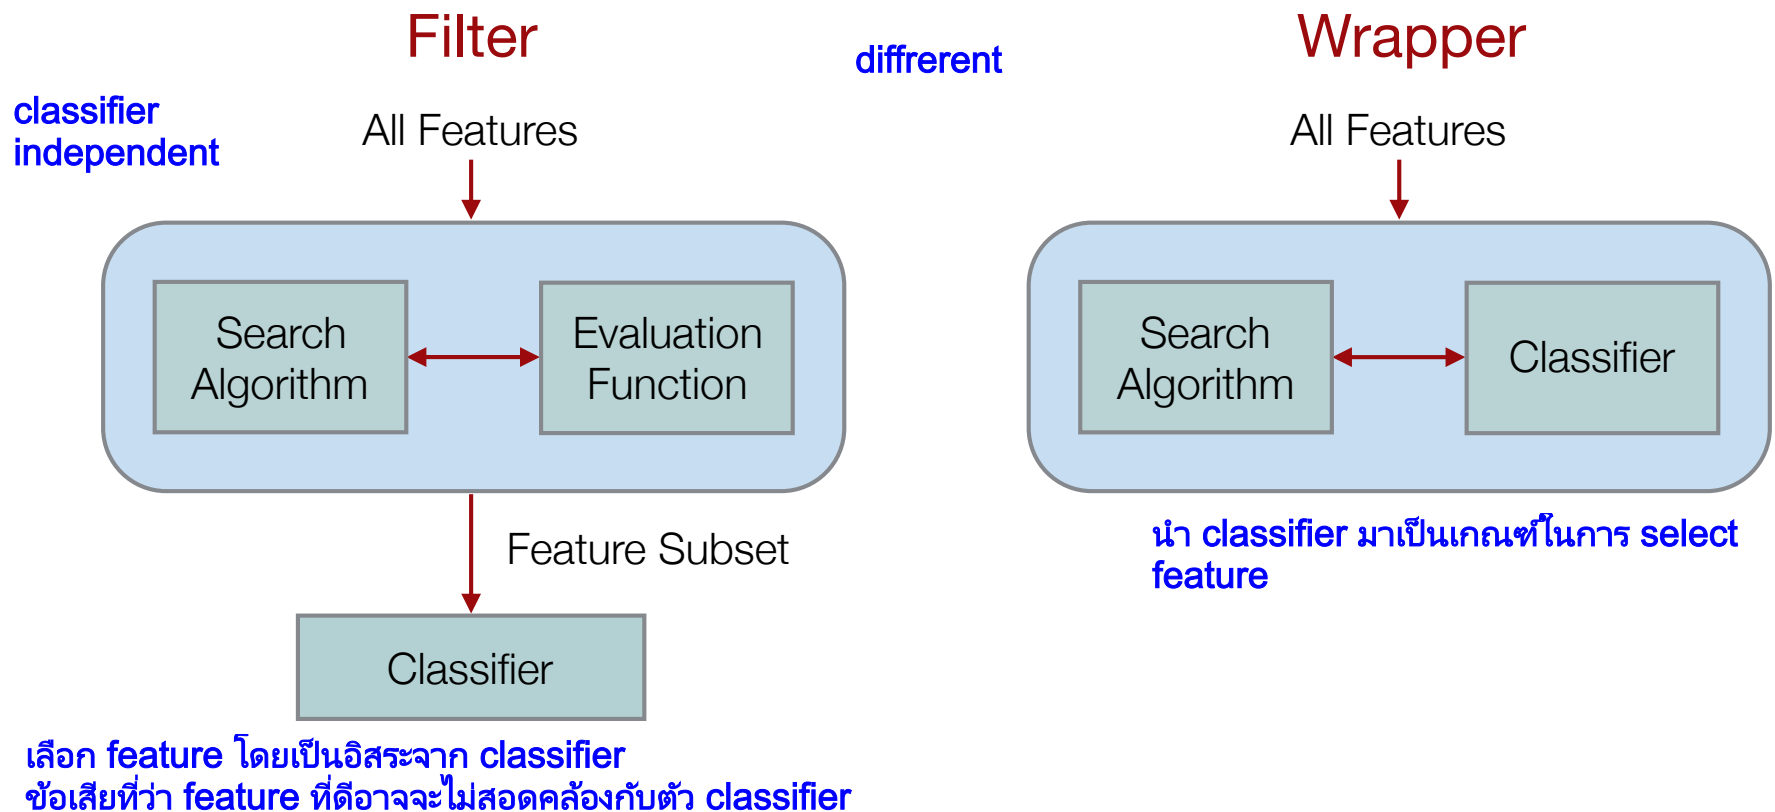 Filter
diffrerent
Wrapper
classifier
independent
All Features
All Features
Search
Algorithm
Evaluation
Function
Search
Algorithm
Classifier
Feature Subset
นำ classifier มาเป็นเกณฑ์ในการ select
feature
Classifier
เลือก feature โดยเป็นอิสระจาก classifier
ข้อเสียที่ว่า feature ที่ดีอาจจะไม่สอดคล้องกับตัว classifier